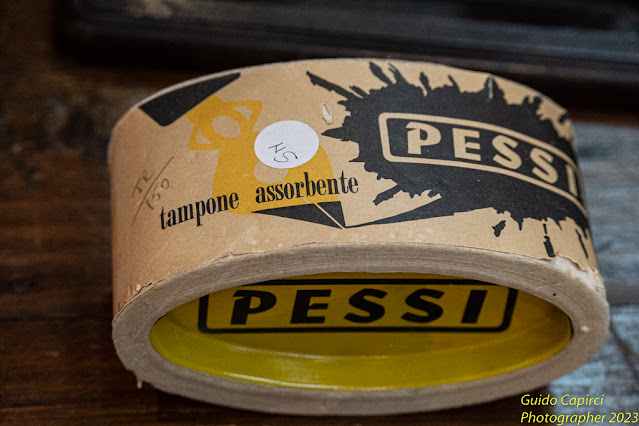 PESSI
tampone assorbente
PESSI
Guido Capirci
Photographer 2023